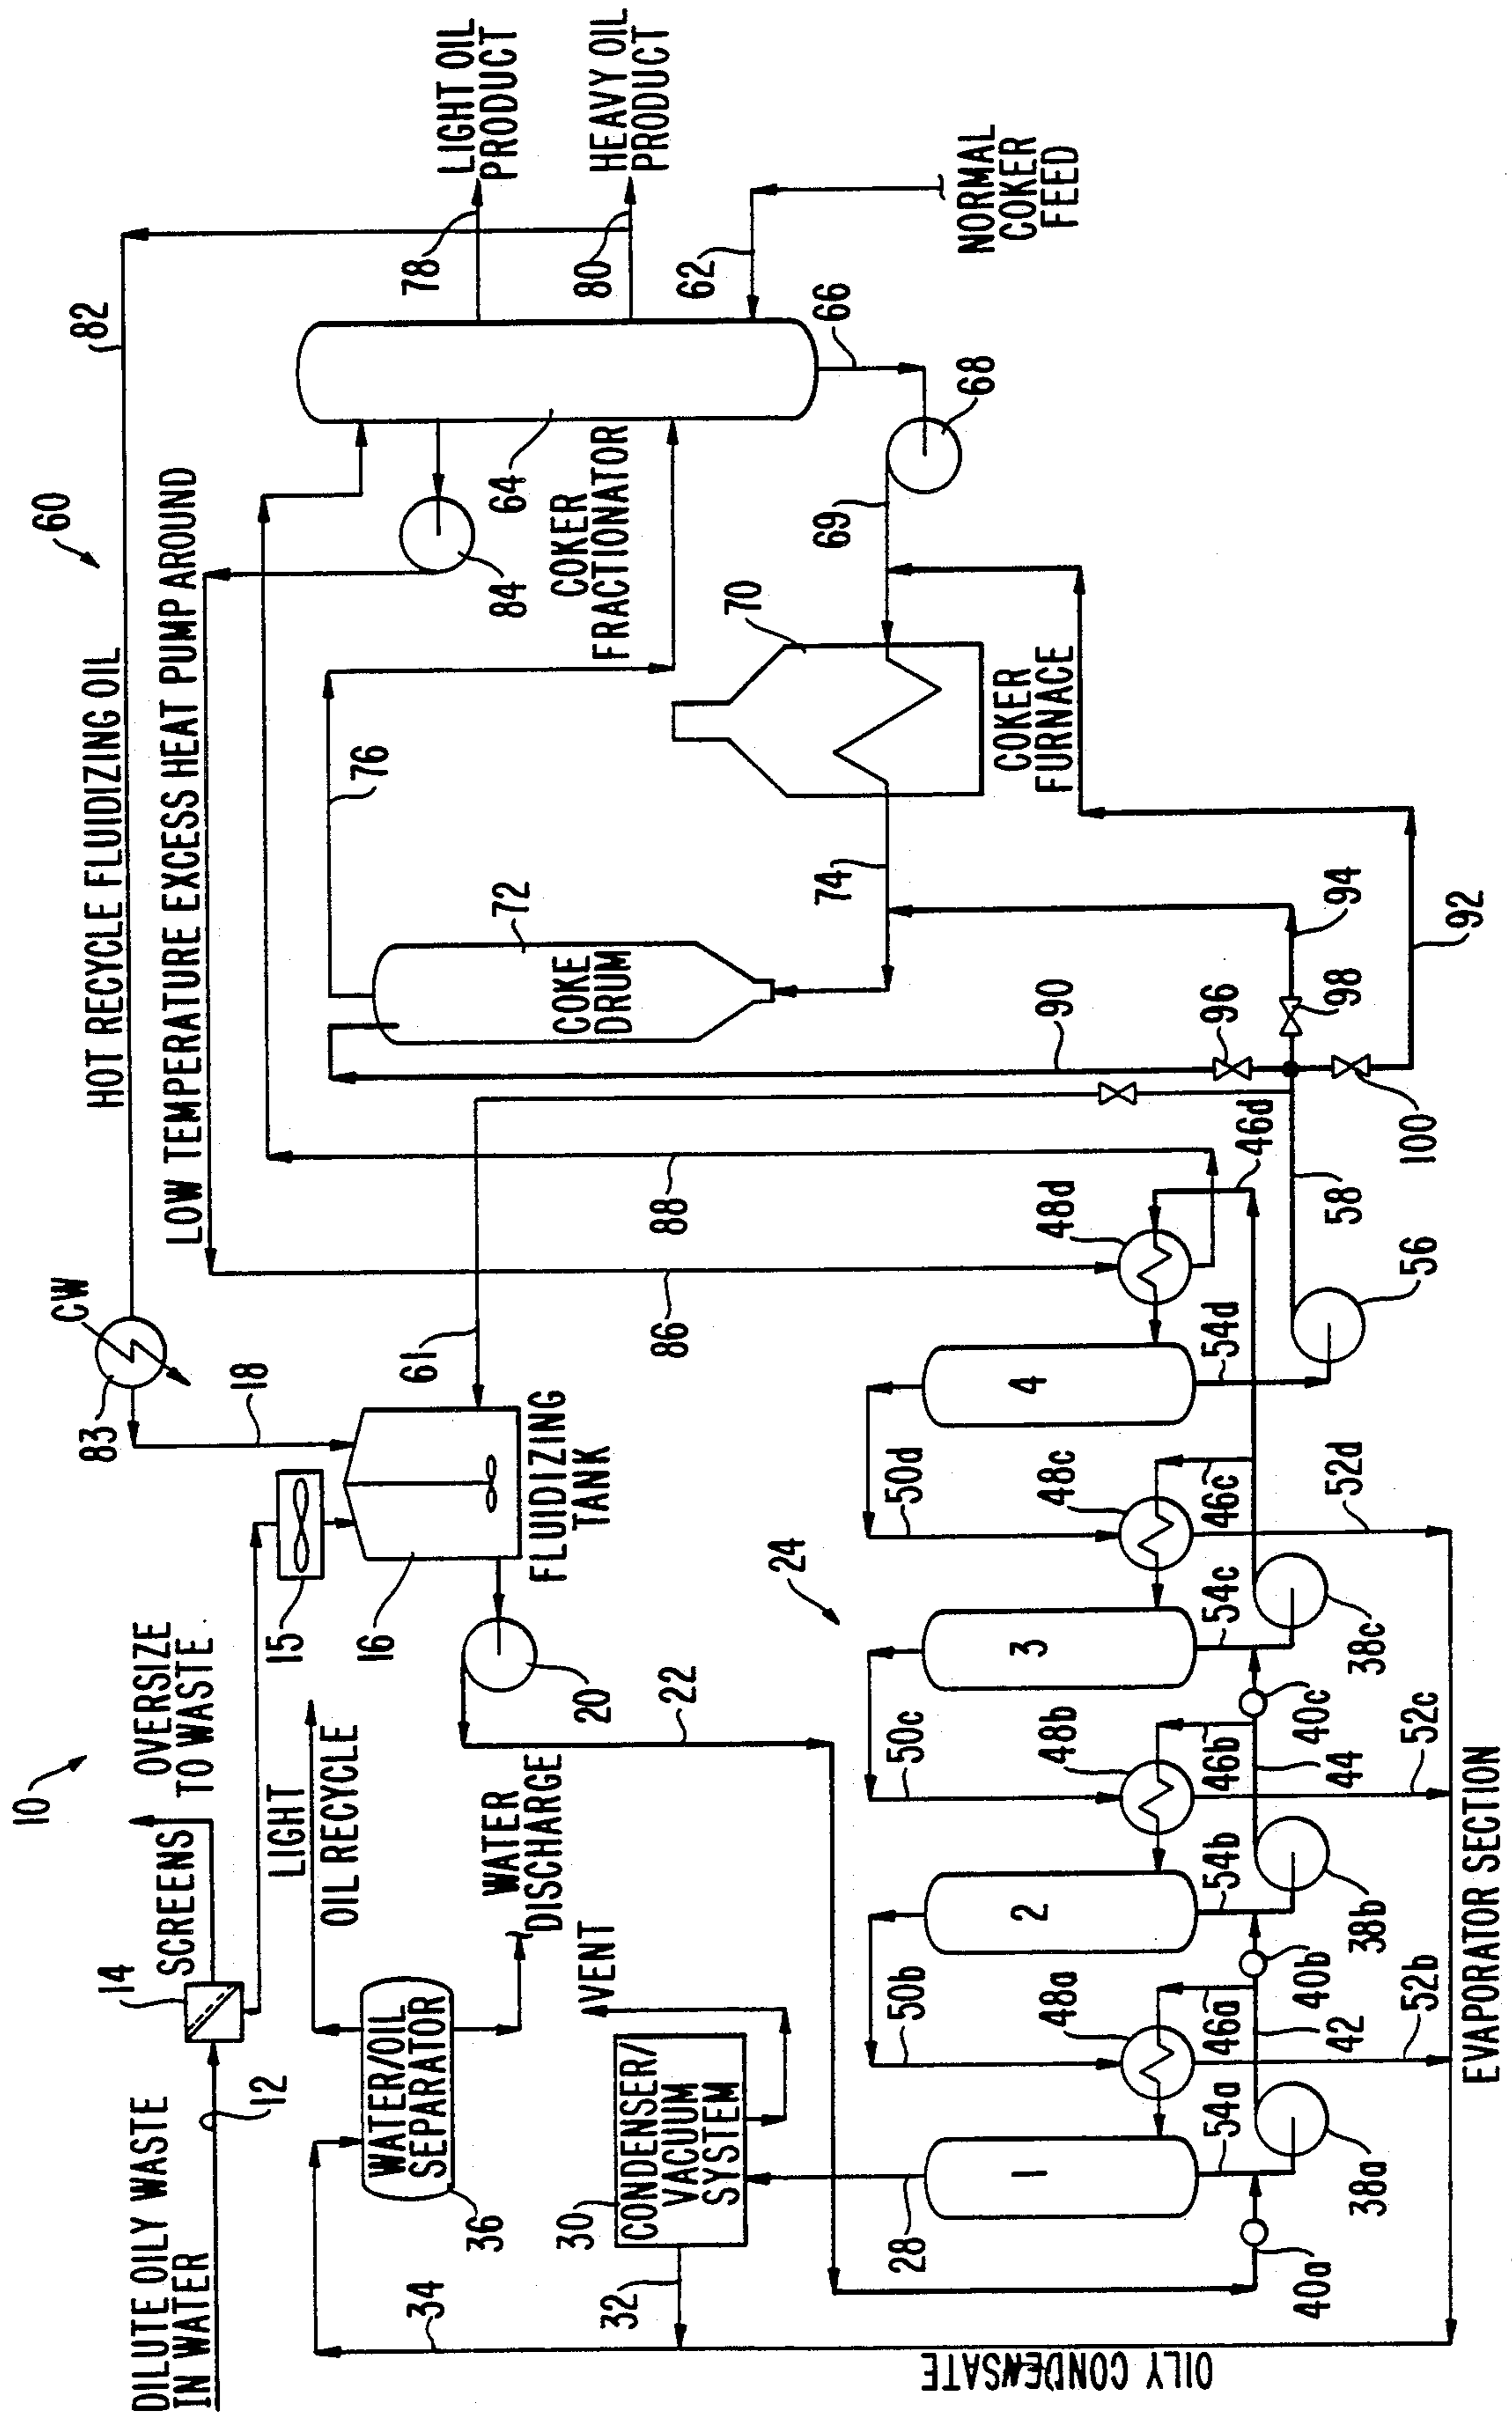 10
DILUTE OILY WASTE
IN WATER
12
14
SCREENS
OVERSIZE
TO WASTE
15
16
18
83
CW
HOT RECYCLE FLUIDIZING OIL
60
82
LOW TEMPERATURE EXCESS HEAT PUMP AROUND
LIGHT
OIL RECYCLE
WATER/OIL
SEPARATOR
36
34
WATER
DISCHARGE
20
22
FLUIDIZING
TANK
61
86
88
76
72
COKE
DRUM
84
COKER
FRACTIONATOR
64
78
LIGHT OIL
PRODUCT
80
HEAVY OIL
PRODUCT
62
NORMAL
COKER
FEED
66
68
69
70
COKER
FURNACE
74
90
96
94
98
92
100
58
56
VENT
30
CONDENSER/
VACUUM
SYSTEM
32
28
24
1
2
3
4
50b
50c
50d
48a
48b
48c
48d
46a
46b
46c
46d
54a
54b
54c
54d
42
44
40a
40b
40c
38a
38b
38c
52b
52c
52d
OILY CONDENSATE
EVAPORATOR SECTION